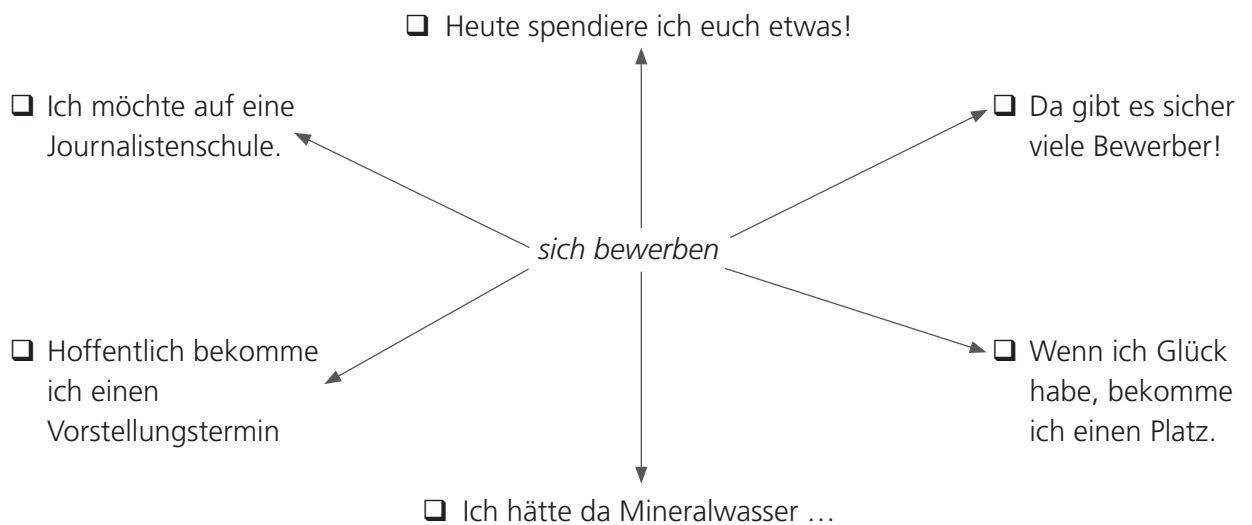 ❑ Heute spendiere ich euch etwas!
❑ Ich möchte auf eine
Journalistenschule.
❑ Da gibt es sicher
viele Bewerber!
sich bewerben
❑ Hoffentlich bekomme
ich einen
Vorstellungstermin
❑ Wenn ich Glück
habe, bekomme
ich einen Platz.
❑ Ich hätte da Mineralwasser …